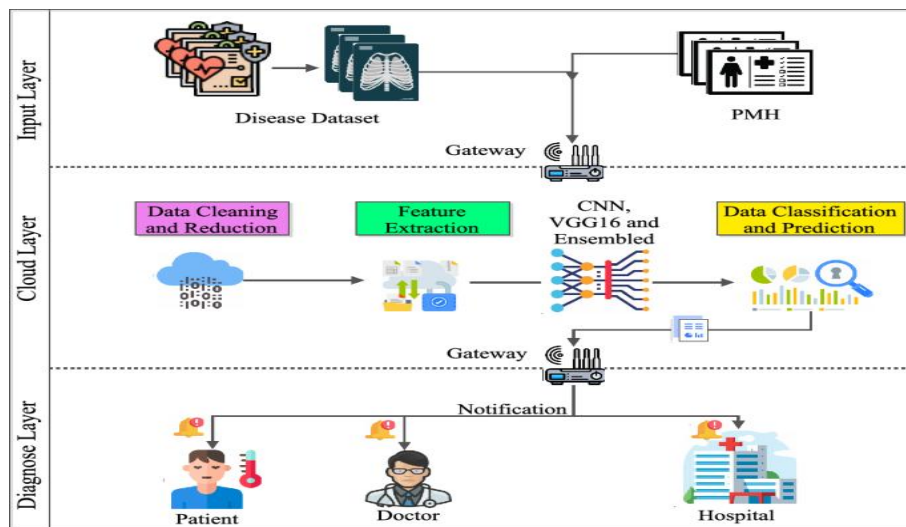 Input Layer
Disease Dataset
PMH
Gateway
Cloud Layer
Data Cleaning
and Reduction
Feature
Extraction
CNN,
VGG16 and
Ensembled
Data Classification
and Prediction
Gateway
Diagnose Layer
Notification
Patient
Doctor
Hospital